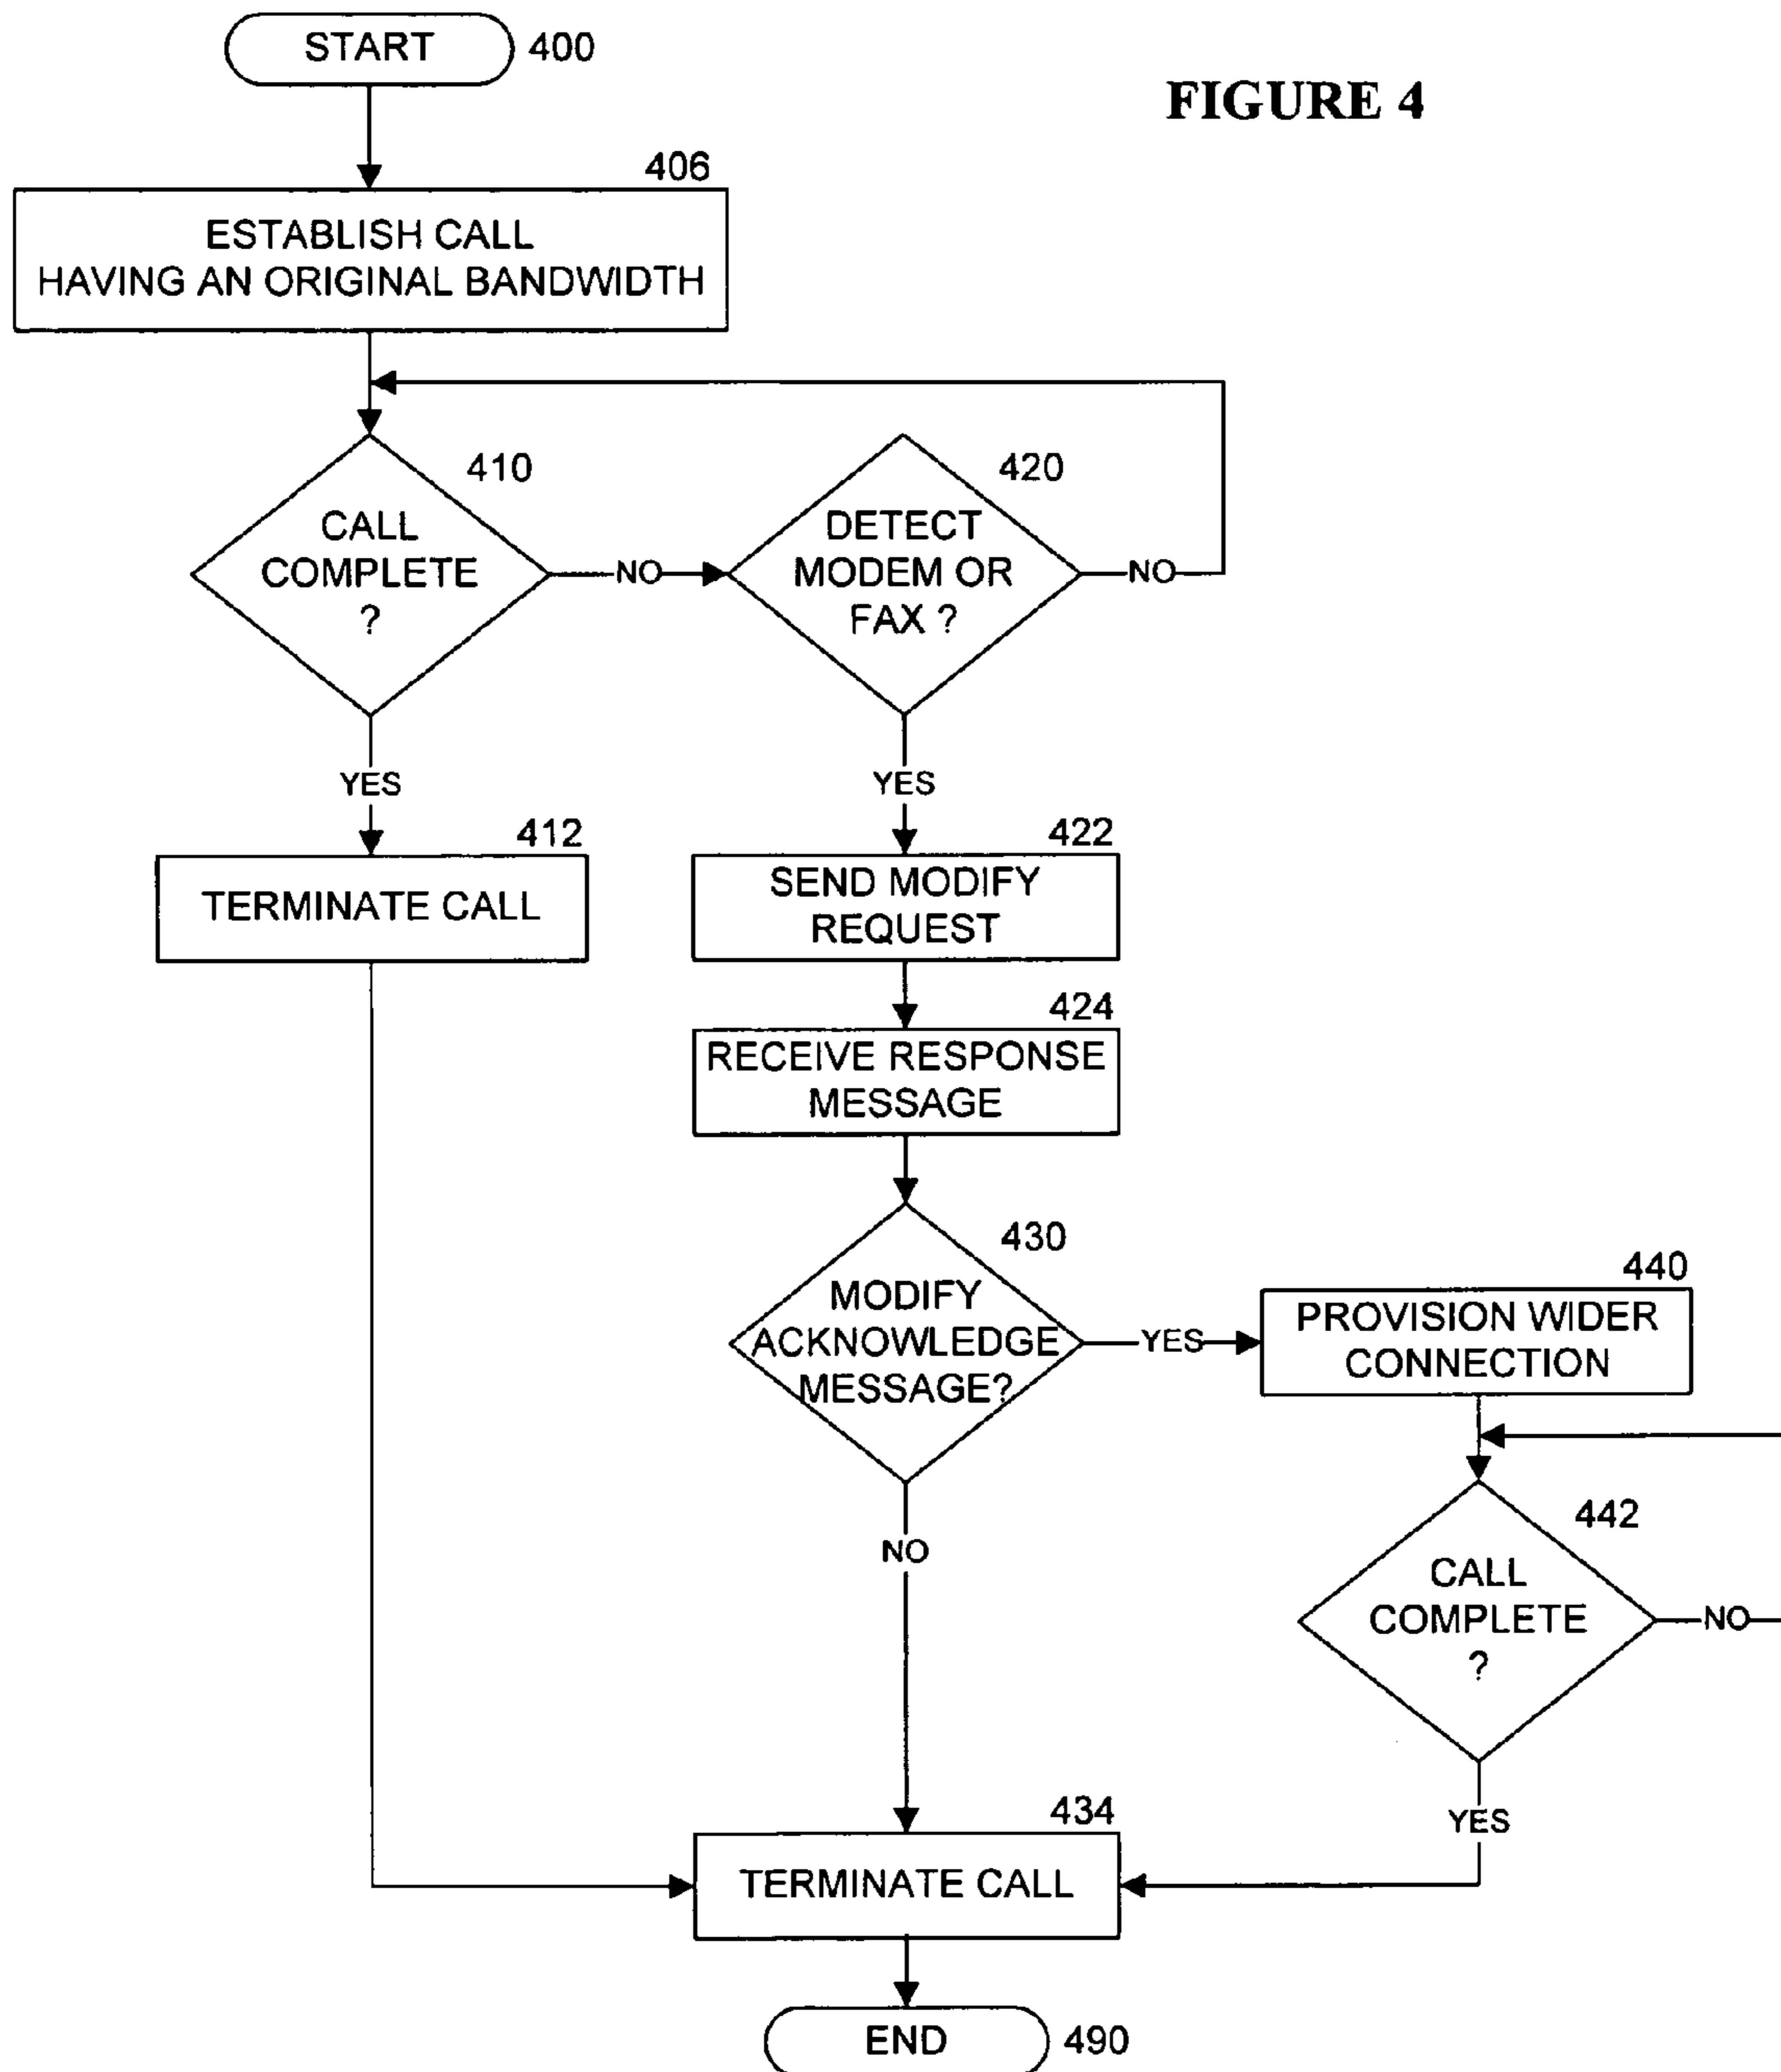 START
400
FIGURE 4
406
ESTABLISH CALL
HAVING AN ORIGINAL BANDWIDTH
410
CALL
COMPLETE
?
NO
420
DETECT
MODEM OR
FAX ?
NO
YES
YES
412
TERMINATE CALL
422
SEND MODIFY
REQUEST
424
RECEIVE RESPONSE
MESSAGE
430
MODIFY
ACKNOWLEDGE
MESSAGE?
YES
440
PROVISION WIDER
CONNECTION
442
CALL
COMPLETE
?
NO
NO
YES
434
TERMINATE CALL
END
490